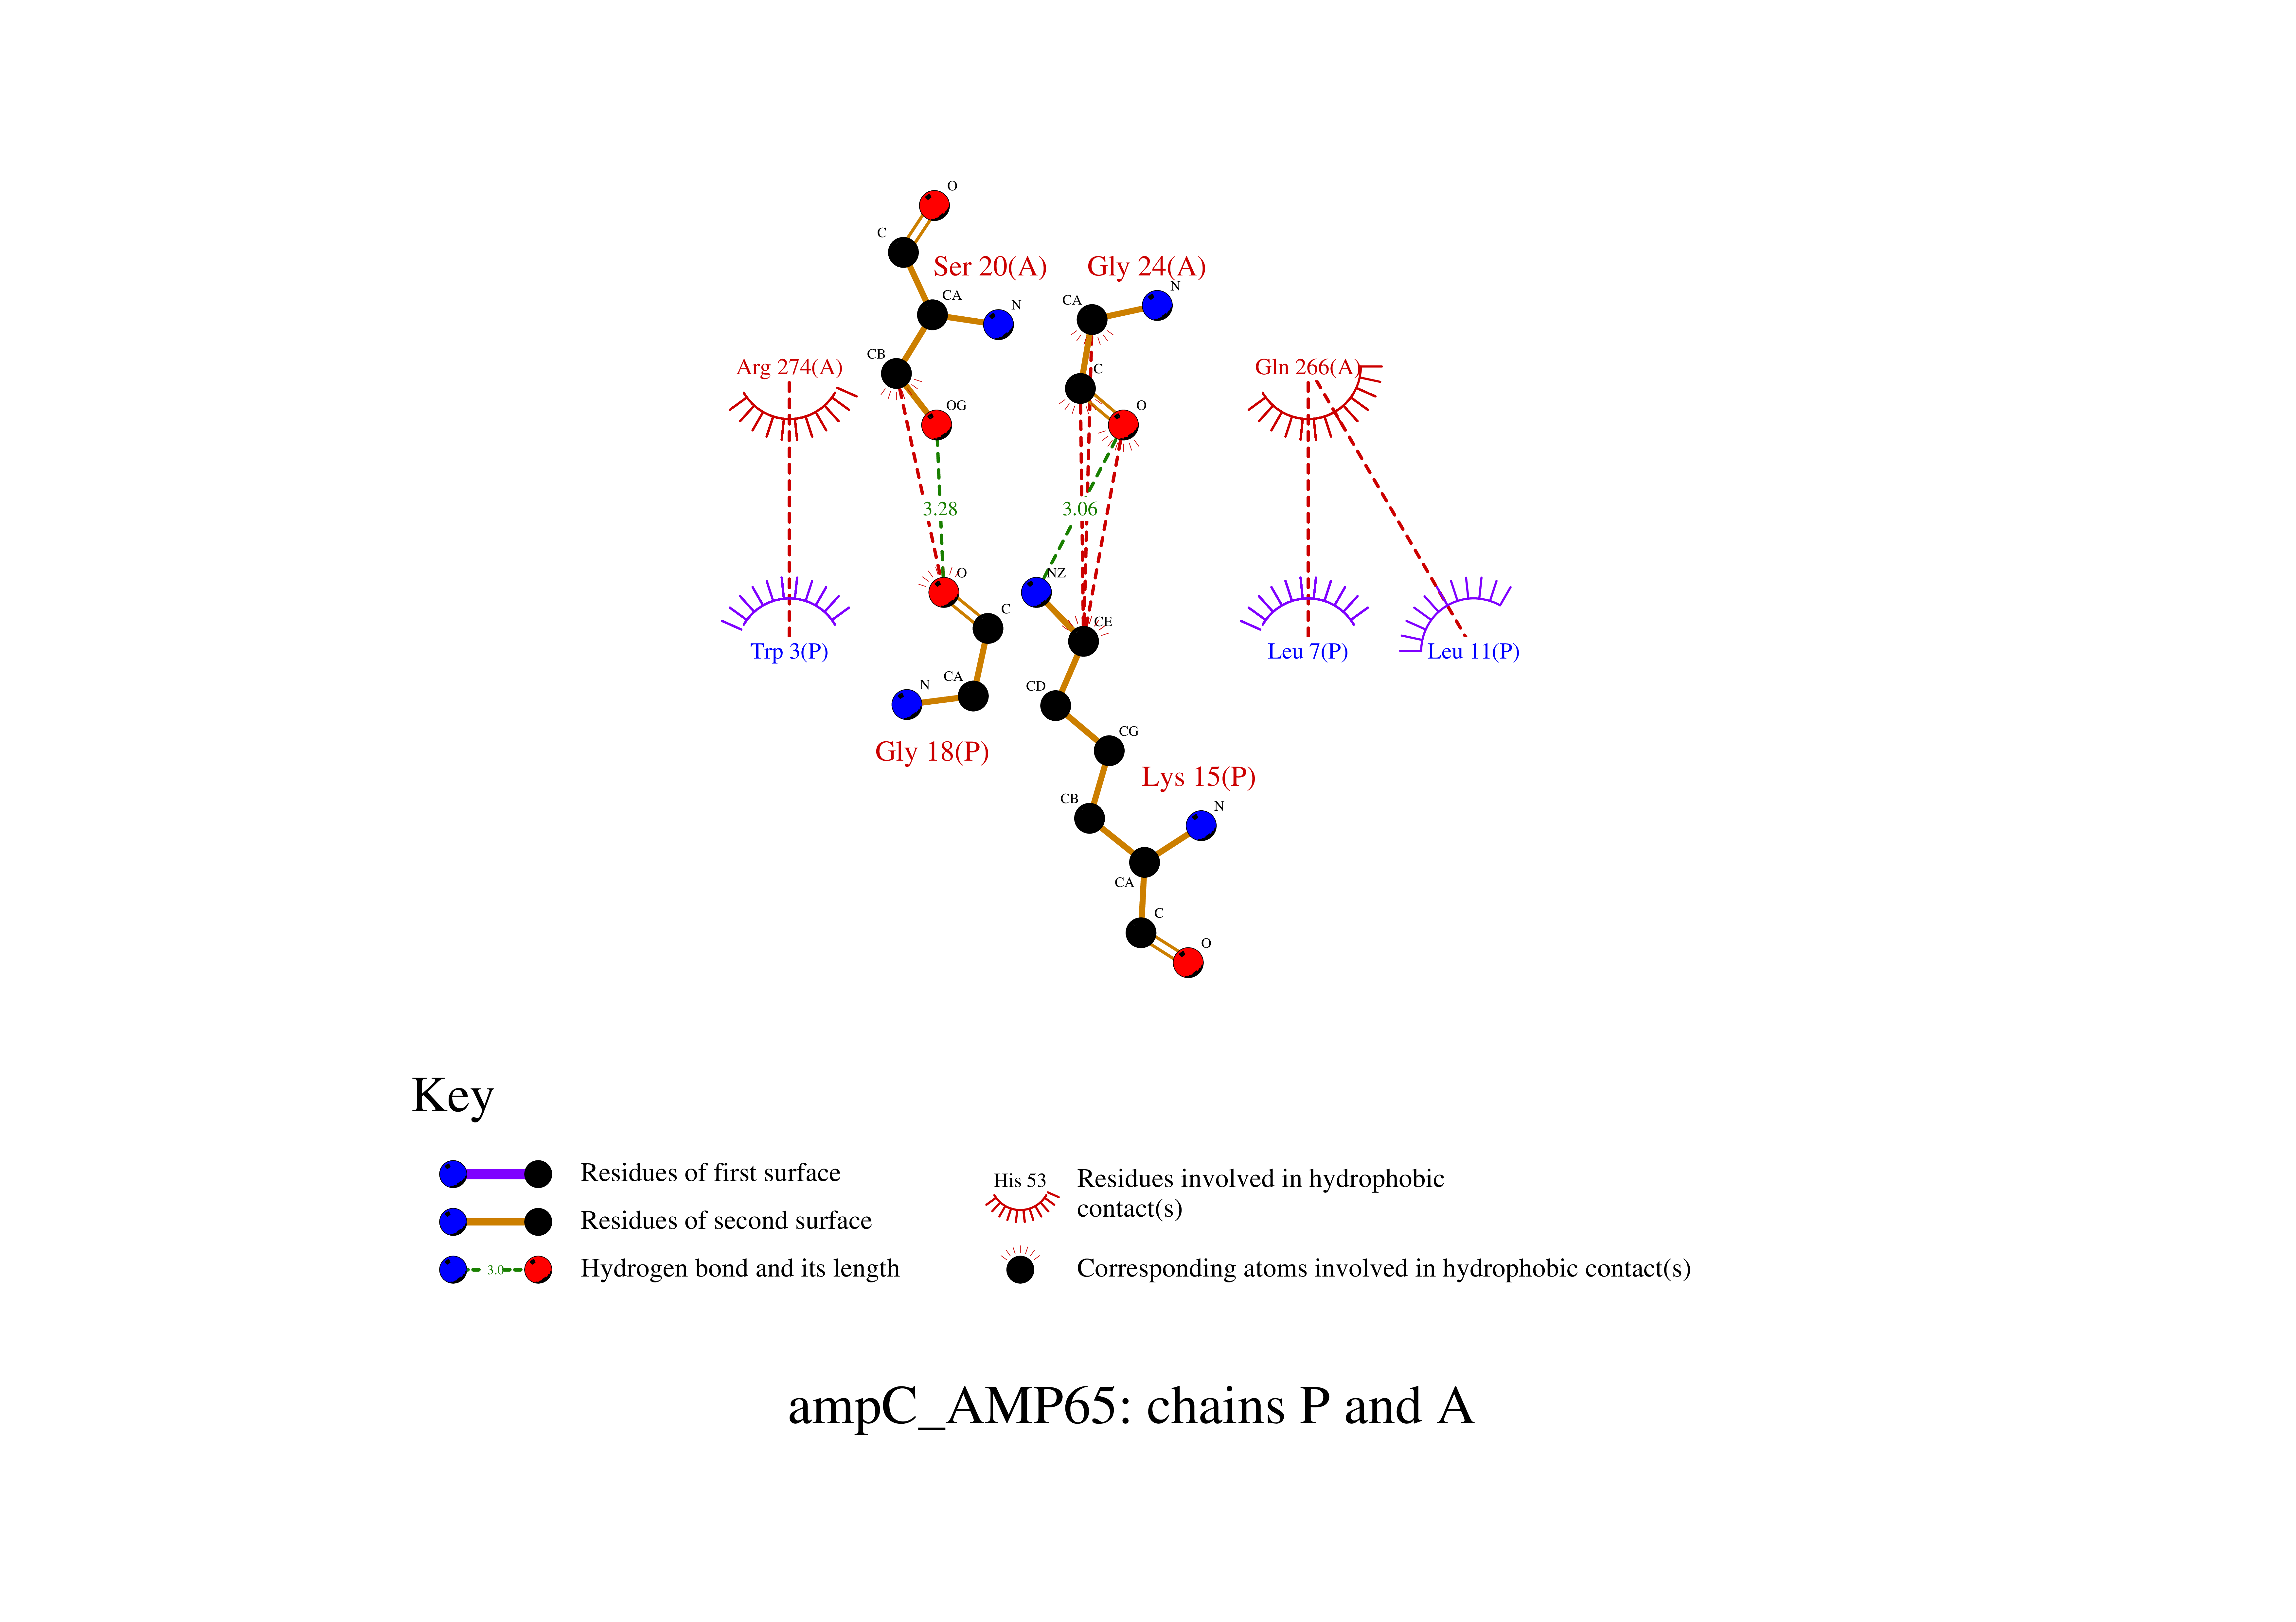 O
C
Ser 20(A)
Gly 24(A)
N
CA
N
CA
CB
C
Arg 274(A)
Gln 266(A)
OG
O
3.28
3.06
O
NZ
C
CE
Trp 3(P)
Leu 7(P)
Leu 11(P)
N
CA
CD
CG
Gly 18(P)
Lys 15(P)
CB
N
CA
C
O
Key
Residues of first surface
Residues of second surface
3.0
Hydrogen bond and its length
His 53
Residues involved in hydrophobic
contact(s)
Corresponding atoms involved in hydrophobic contact(s)
ampC_AMP65: chains P and A